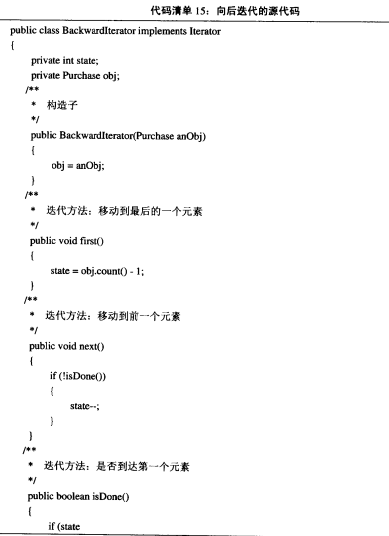 代码清单 15：向后迭代的源代码
public class BackwardIterator implements Iterator
{
private int state;
private Purchase obj;
/**
* 构造子
*/
public BackwardIterator(Purchase anObj)
{
obj = anObj;
}
/**
* 迭代方法：移动到最后的一个元素
*/
public void first()
{
state = obj.count() - 1;
}
/**
* 迭代方法：移动到前一个元素
*/
public void next()
{
if (!isDone())
{
state--;
}
}
/**
* 迭代方法：是否到达第一个元素
*/
public boolean isDone()
{
if (state